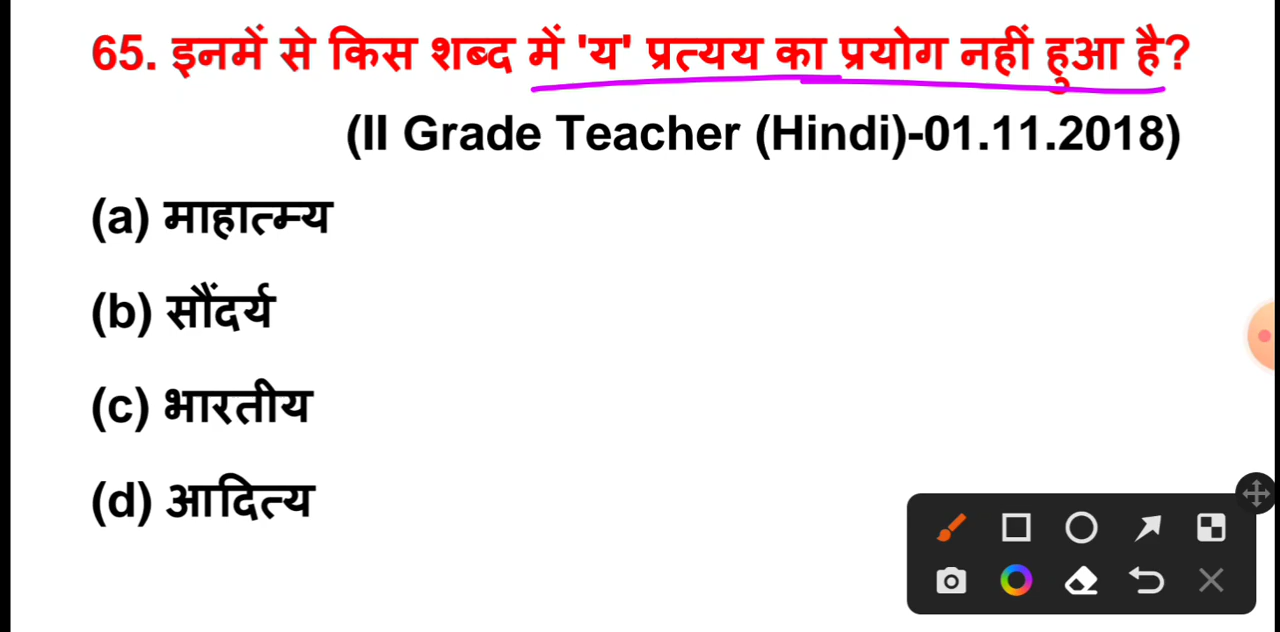 65. इनमें से किस शब्द में 'य' प्रत्यय का प्रयोग नहीं हुआ है?
(II Grade Teacher (Hindi)-01.11.2018)
(a) माहात्म्य
(b) सौंदर्य
(c) भारतीय
(d) आदित्य